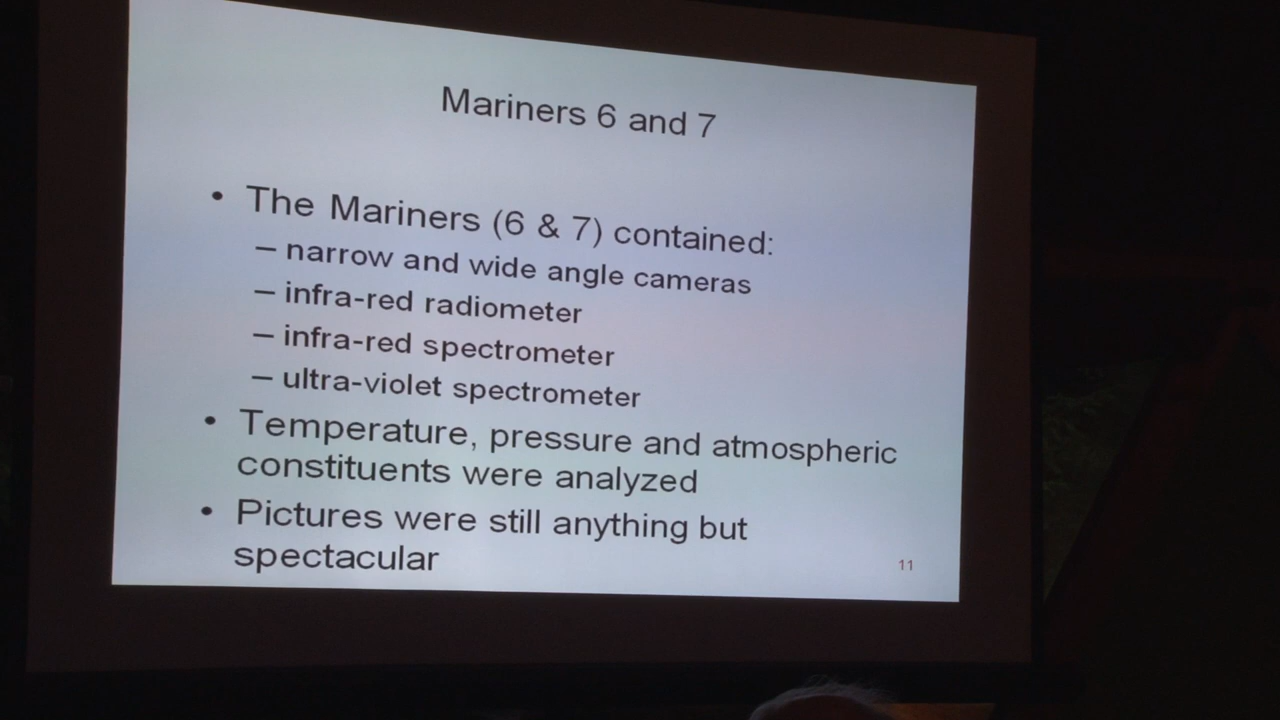 Mariners 6 and 7
• The Mariners (6 & 7) contained:
– narrow and wide angle cameras
– infra-red radiometer
– infra-red spectrometer
– ultra-violet spectrometer
• Temperature, pressure and atmospheric
constituents were analyzed
• Pictures were still anything but
spectacular
11